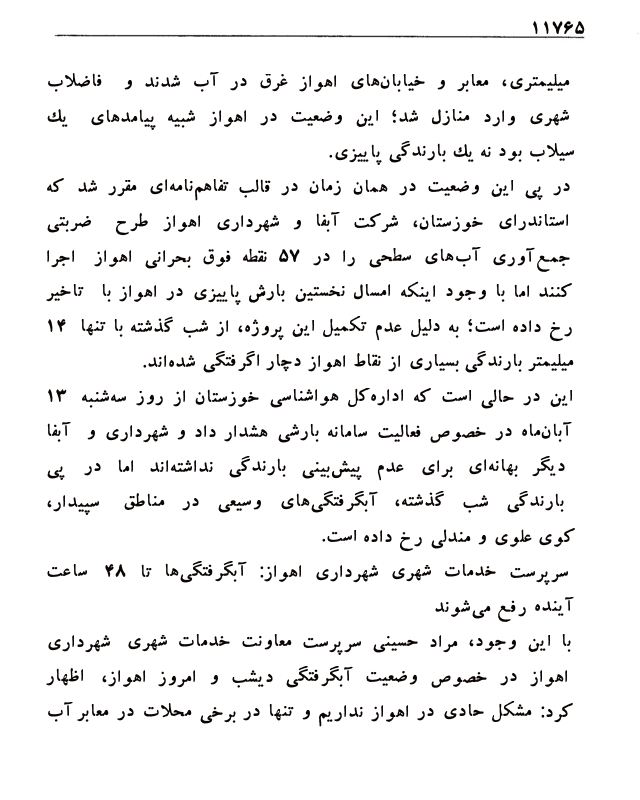 ۱۱۷۶۵
میلیمتری، معابر و خیابان‌های اهواز غرق در آب شدند و فاضلاب
شهری وارد منازل شد؛ این وضعیت در اهواز شبیه پیامدهای یك
سیلاب بود نه یك بارندگی پاییزی.
در پی این وضعیت در همان زمان در قالب تفاهم‌نامه‌ای مقرر شد که
استاندرای خوزستان، شرکت آبفا و شهرداری اهواز طرح ضربتی
جمع‌آوری آب‌های سطحی را در ۵۷ نقطه فوق بحرانی اهواز اجرا
کنند اما با وجود اینکه امسال نخستین بارش پاییزی در اهواز با تاخیر
رخ داده است؛ به دلیل عدم تکمیل این پروژه، از شب گذشته با تنها ۱۴
میلیمتر بارندگی بسیاری از نقاط اهواز دچار اگرفتگی شده‌اند.
این در حالی است که اداره‌کل هواشناسی خوزستان از روز سه‌شنبه ۱۳
آبان‌ماه در خصوص فعالیت سامانه بارشی هشدار داد و شهرداری و آبفا
دیگر بهانه‌ای برای عدم پیش‌بینی بارندگی نداشته‌اند اما در پی
بارندگی شب گذشته، آبگرفتگی‌های وسیعی در مناطق سپیدار،
کوی علوی و مندلی رخ داده است.
سرپرست خدمات شهری شهرداری اهواز: آبگرفتگی‌ها تا ۴۸ ساعت
آینده رفع می‌شوند
با این وجود، مراد حسینی سرپرست معاونت خدمات شهری شهرداری
اهواز در خصوص وضعیت آبگرفتگی دیشب و امروز اهواز، اظهار
کرد: مشکل حادی در اهواز نداریم و تنها در برخی محلات در معابر آب